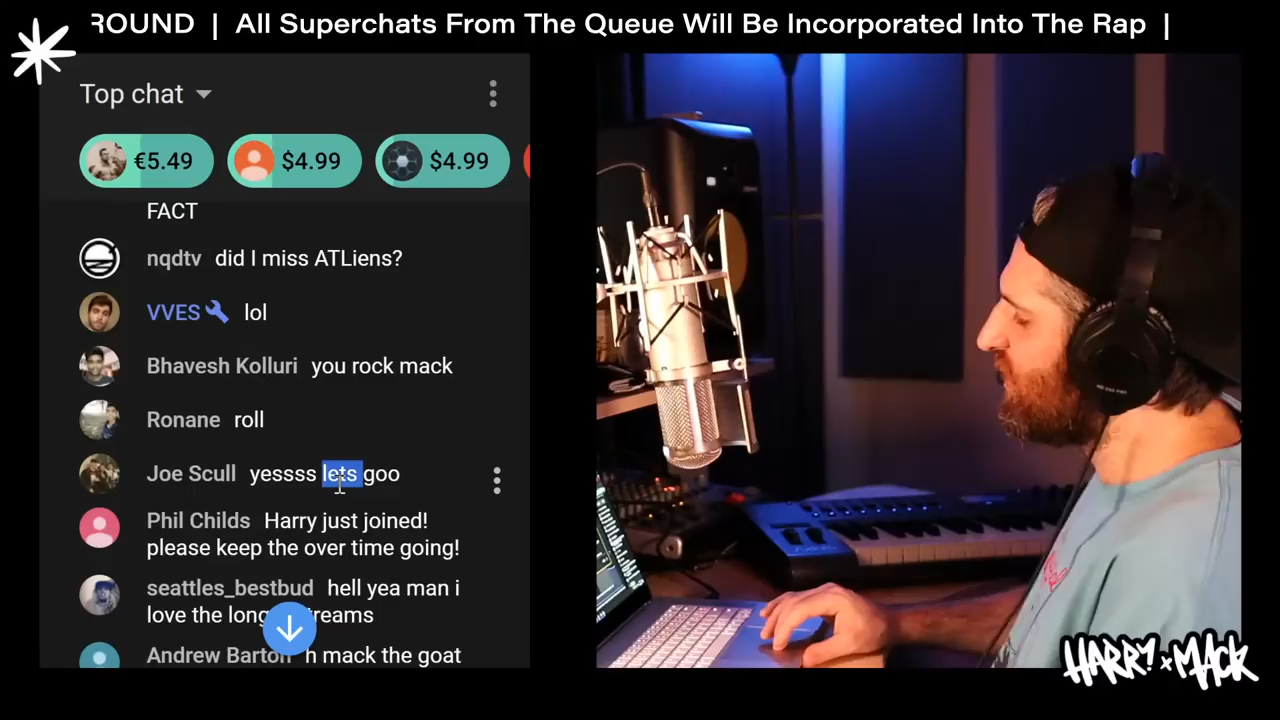 ROUND | All Superchats From The Queue Will Be Incorporated Into The Rap |
Top chat
€5.49 $4.99 $4.99
FACT
nqdtv did I miss ATLiens?
VVES lol
Bhavesh Kolluri you rock mack
Ronane roll
Joe Scull yessss lets goo
Phil Childs Harry just joined!
please keep the over time going!
seattles_bestbud hell yea man i
love the long reams
Andrew Barton h mack the goat
HARRY MACK